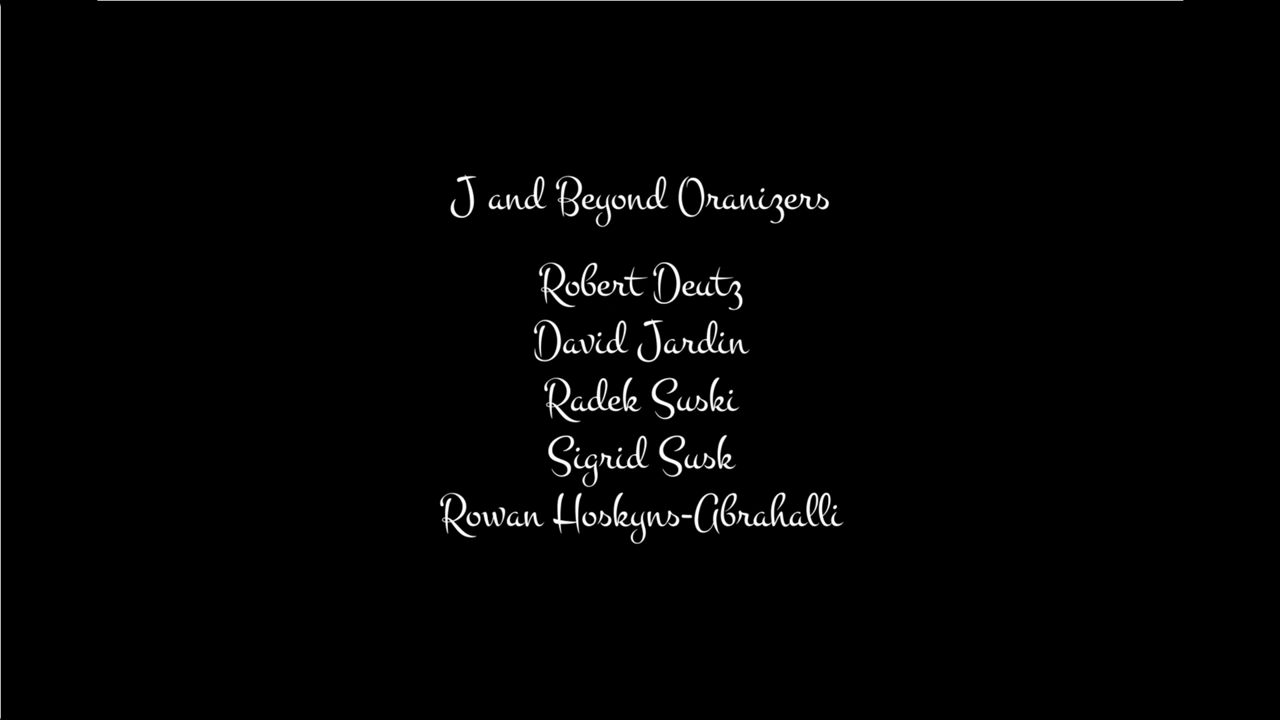 J and Beyond Oranizers
Robert Deutz
David Jardin
Radek Suski
Sigrid Susk
Rowan Hoskyns-Abrahalli